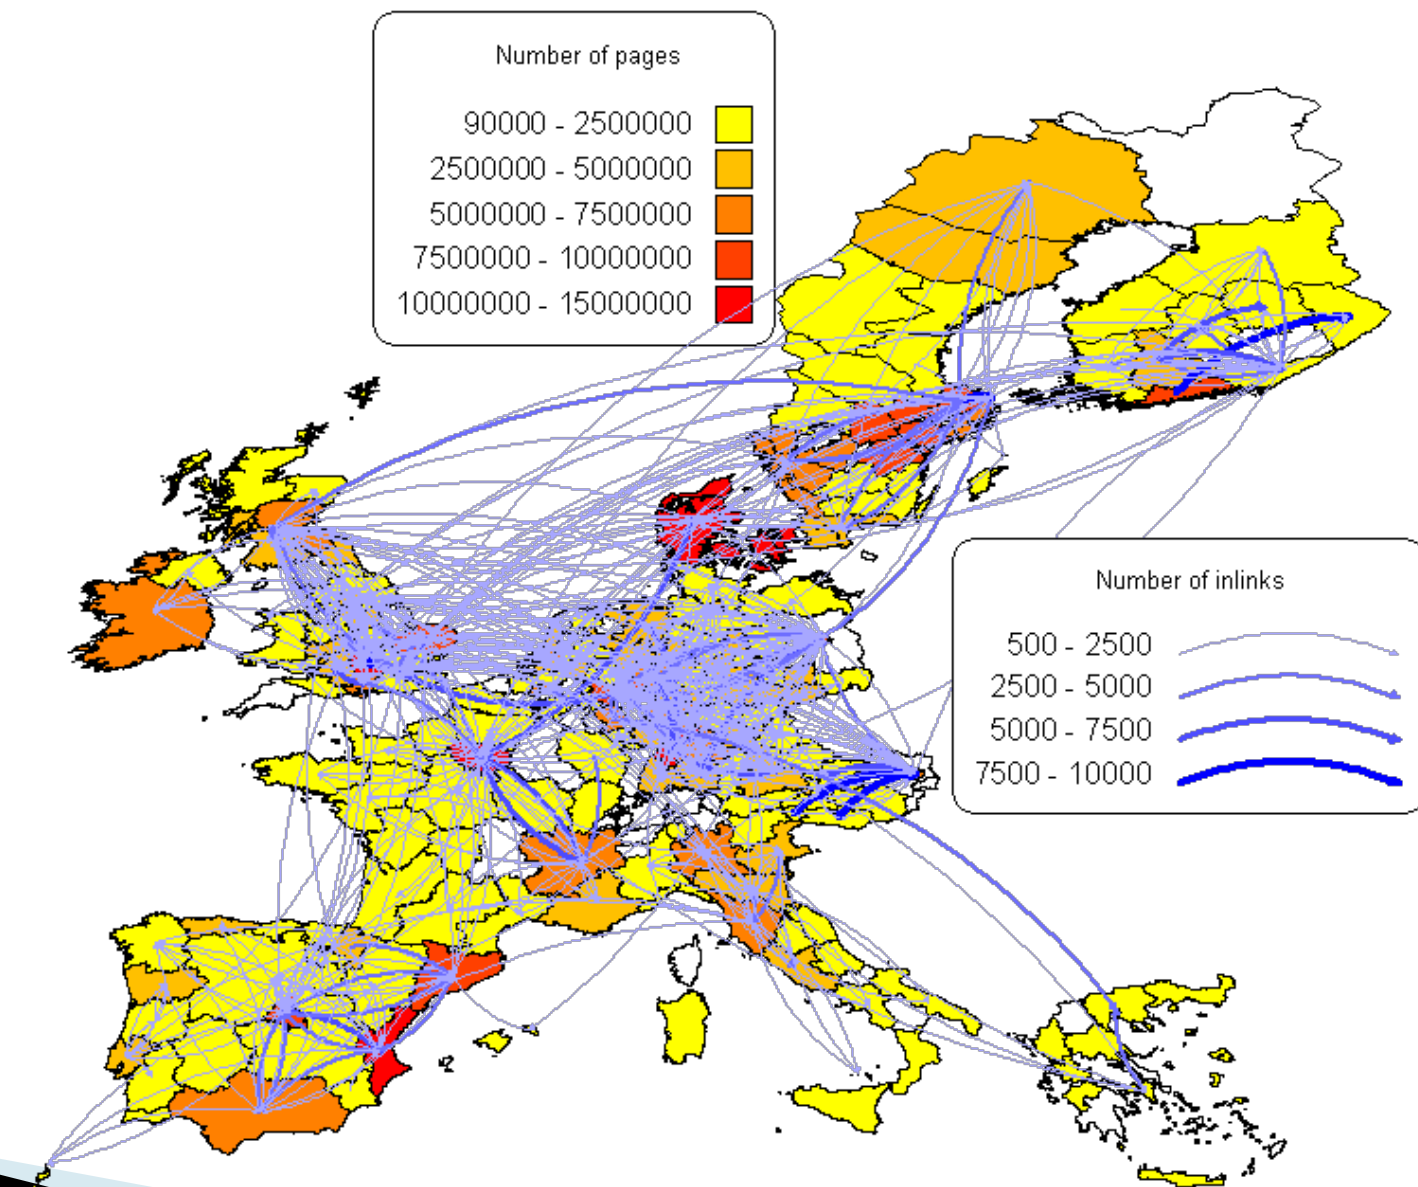 Number of pages
90000 - 2500000
2500000 - 5000000
5000000 - 7500000
7500000 - 10000000
10000000 - 15000000
Number of inlinks
500 - 2500
2500 - 5000
5000 - 7500
7500 - 10000